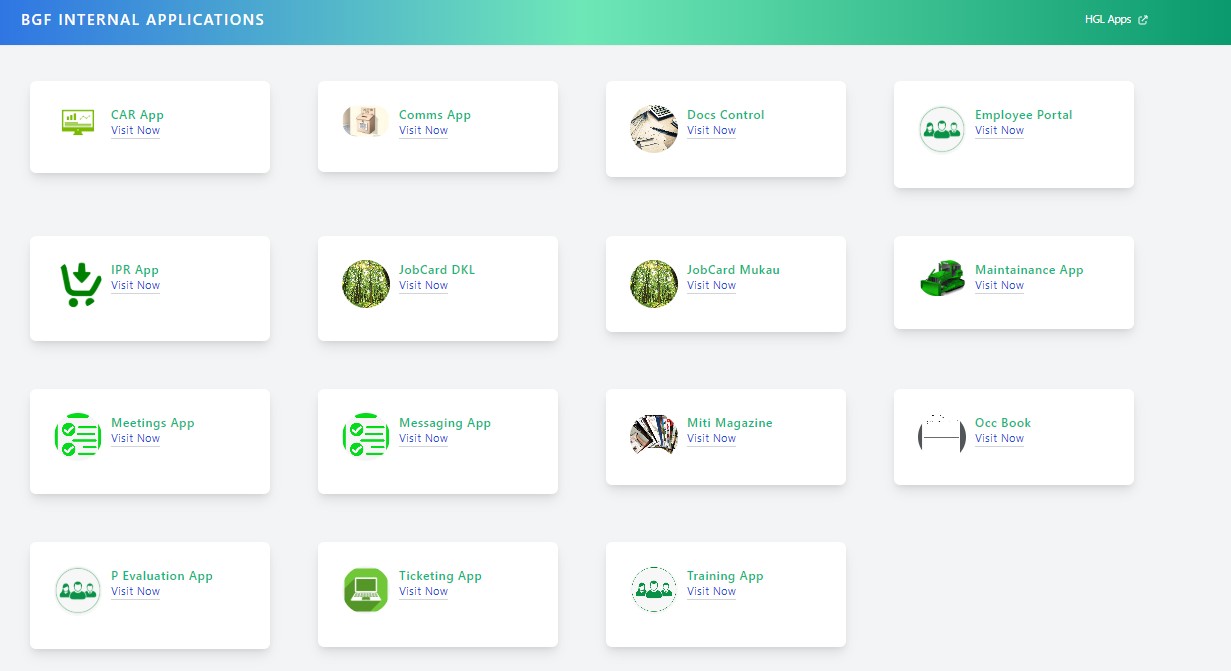 BGF INTERNAL APPLICATIONS
HGL Apps
CAR App
Visit Now
Comms App
Visit Now
Docs Control
Visit Now
Employee Portal
Visit Now
IPR App
Visit Now
JobCard DKL
Visit Now
JobCard Mukau
Visit Now
Maintainance App
Visit Now
Meetings App
Visit Now
Messaging App
Visit Now
Miti Magazine
Visit Now
Occ Book
Visit Now
P Evaluation App
Visit Now
Ticketing App
Visit Now
Training App
Visit Now